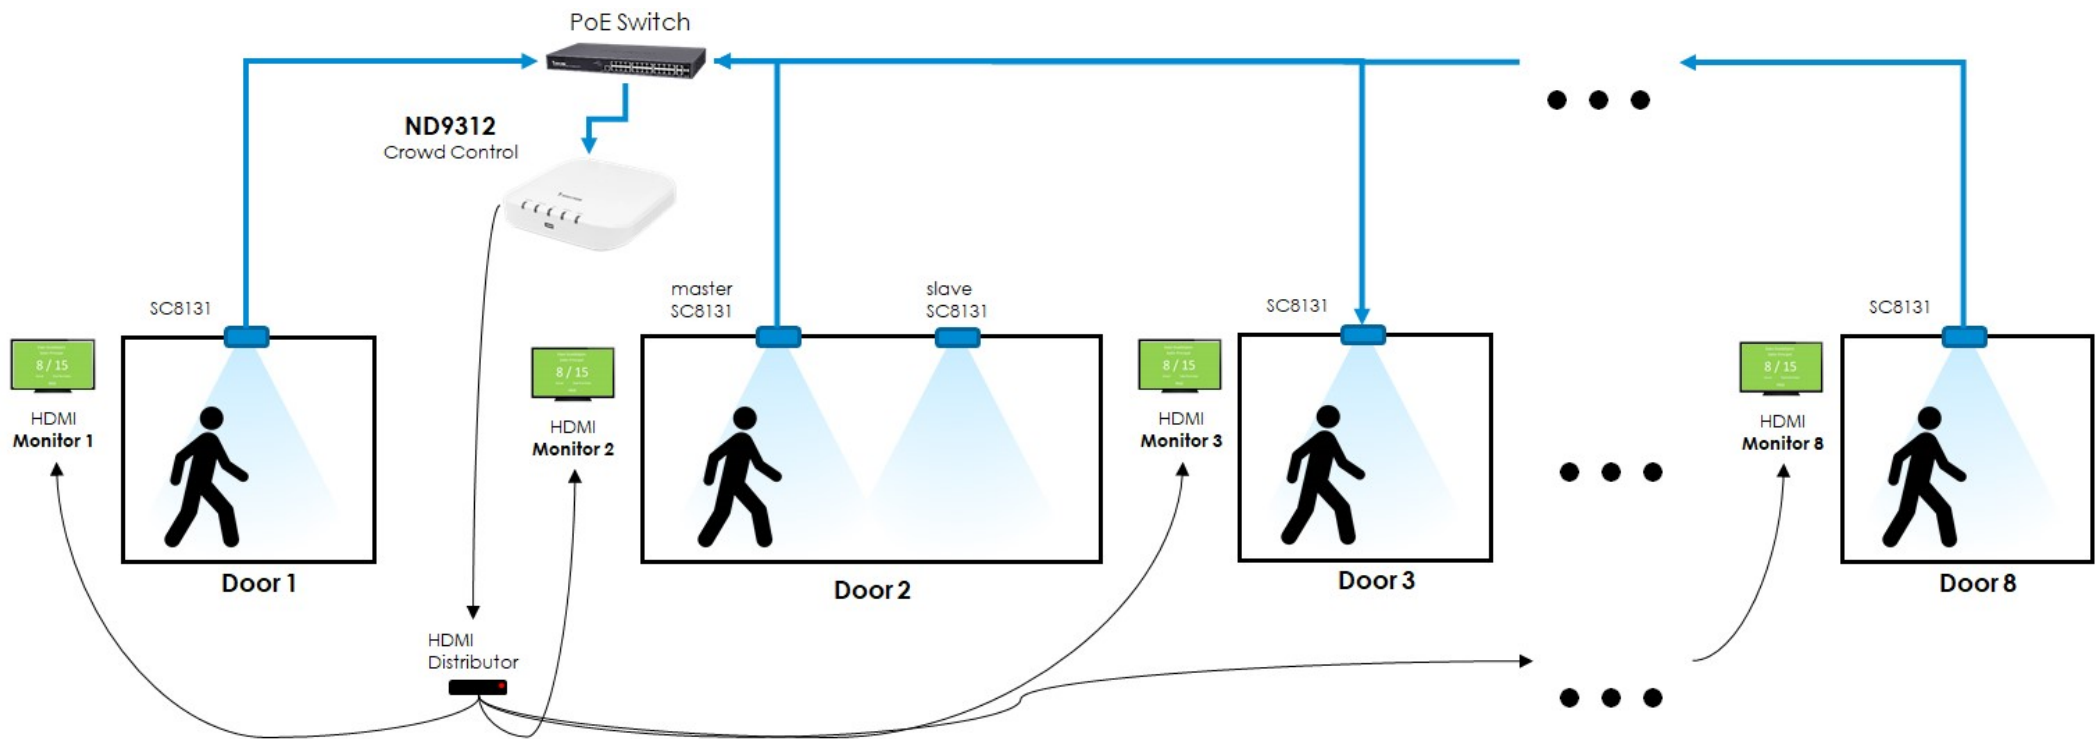 PoE Switch
ND9312
Crowd Control
SC8131
master
SC8131
slave
SC8131
SC8131
SC8131
8 / 15
HDMI
Monitor 1
8 / 15
HDMI
Monitor 2
8 / 15
HDMI
Monitor 3
8 / 15
HDMI
Monitor 8
Door 1
Door 2
Door 3
Door 8
HDMI
Distributor